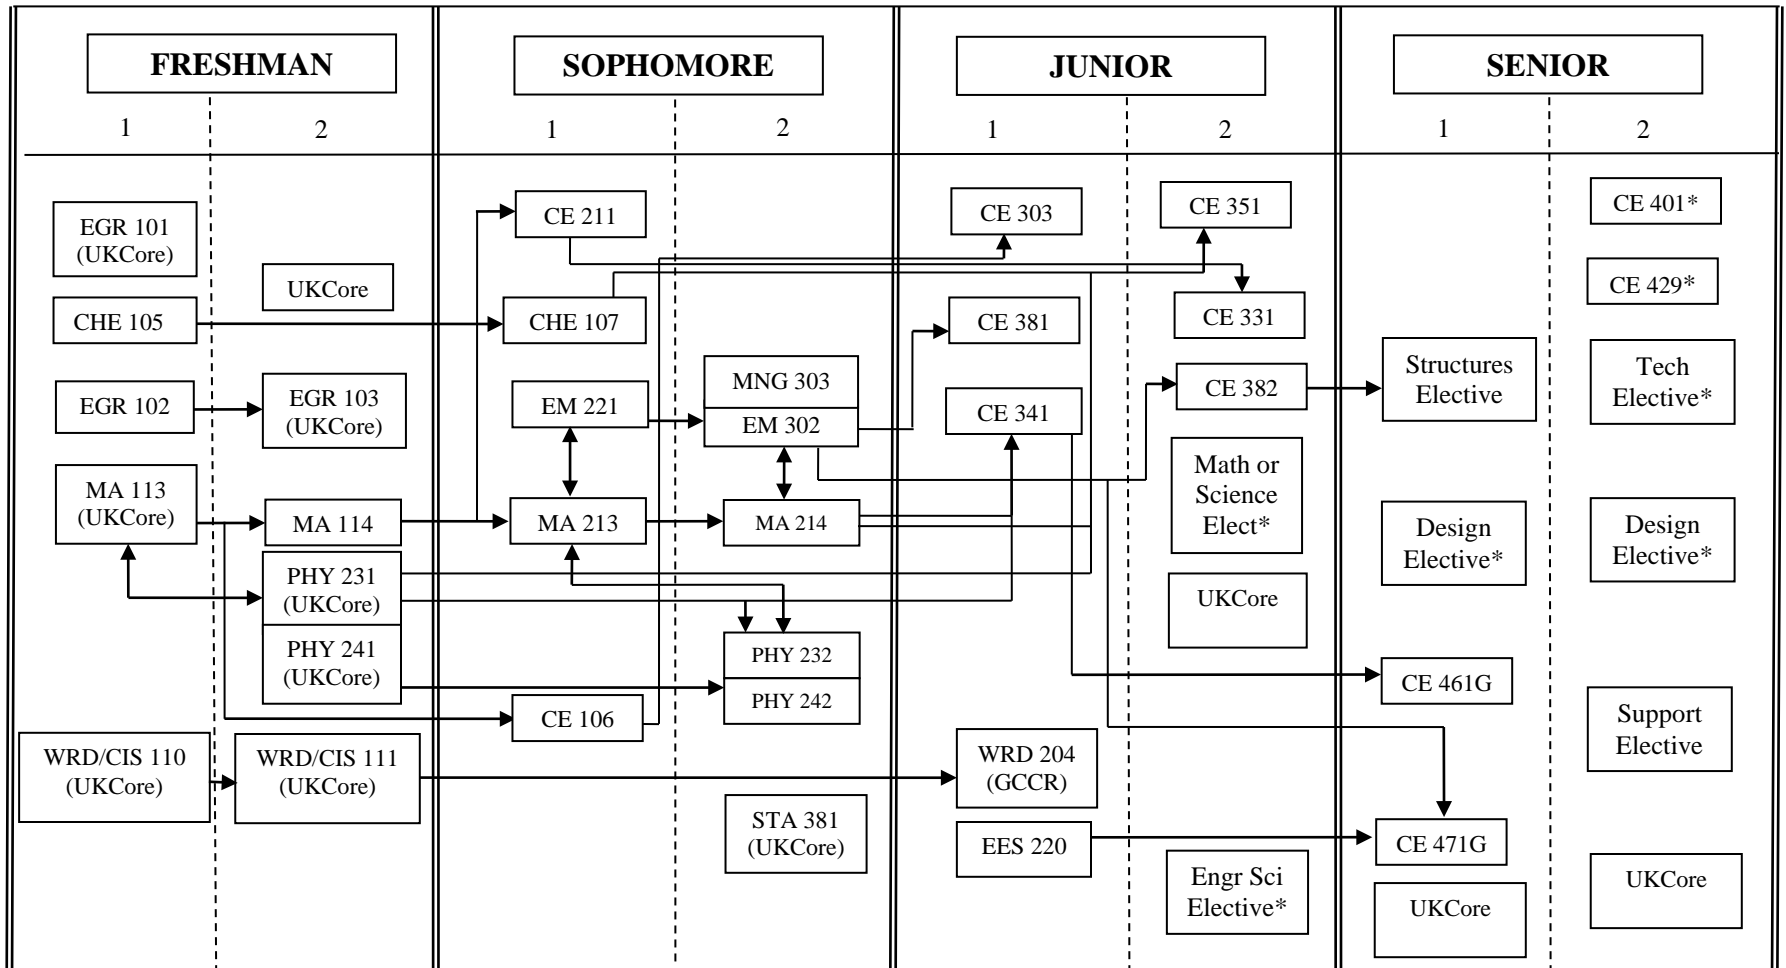 FRESHMAN
SOPHOMORE
JUNIOR
SENIOR
1
2
1
2
1
2
1
2
EGR 101
(UKCore)
CHE 105
EGR 102
MA 113
(UKCore)
WRD/CIS 110
(UKCore)
UKCore
EGR 103
(UKCore)
MA 114
PHY 231
(UKCore)
PHY 241
(UKCore)
WRD/CIS 111
(UKCore)
CE 211
CHE 107
EM 221
MA 213
CE 106
MNG 303
EM 302
MA 214
PHY 232
PHY 242
STA 381
(UKCore)
CE 303
CE 381
CE 341
WRD 204
(GCCR)
EES 220
CE 351
CE 331
CE 382
Math or
Science
Elect*
UKCore
Engr Sci
Elective*
Structures
Elective
Design
Elective*
CE 461G
CE 471G
UKCore
CE 401*
CE 429*
Tech
Elective*
Design
Elective*
Support
Elective
UKCore